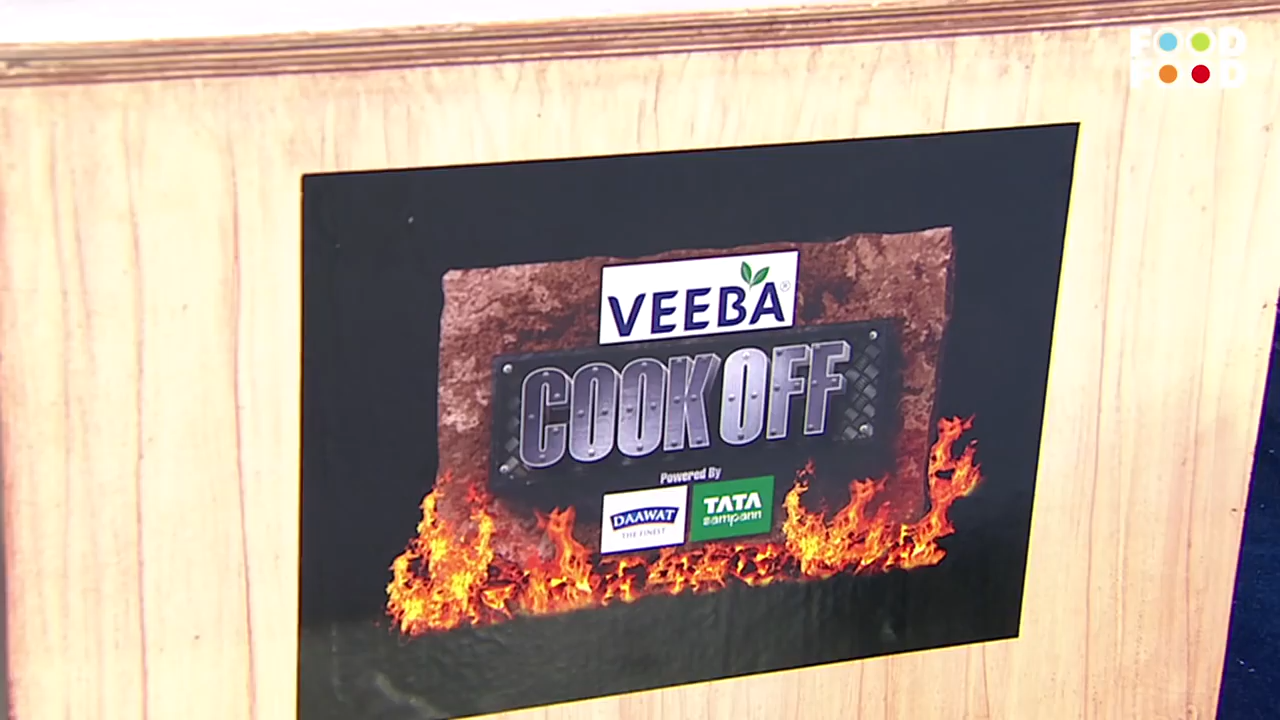 FOOD
FOOD
VEEBA®
COOK OFF
Powered By
DAAWAT
THE FINEST
TATA
sampann